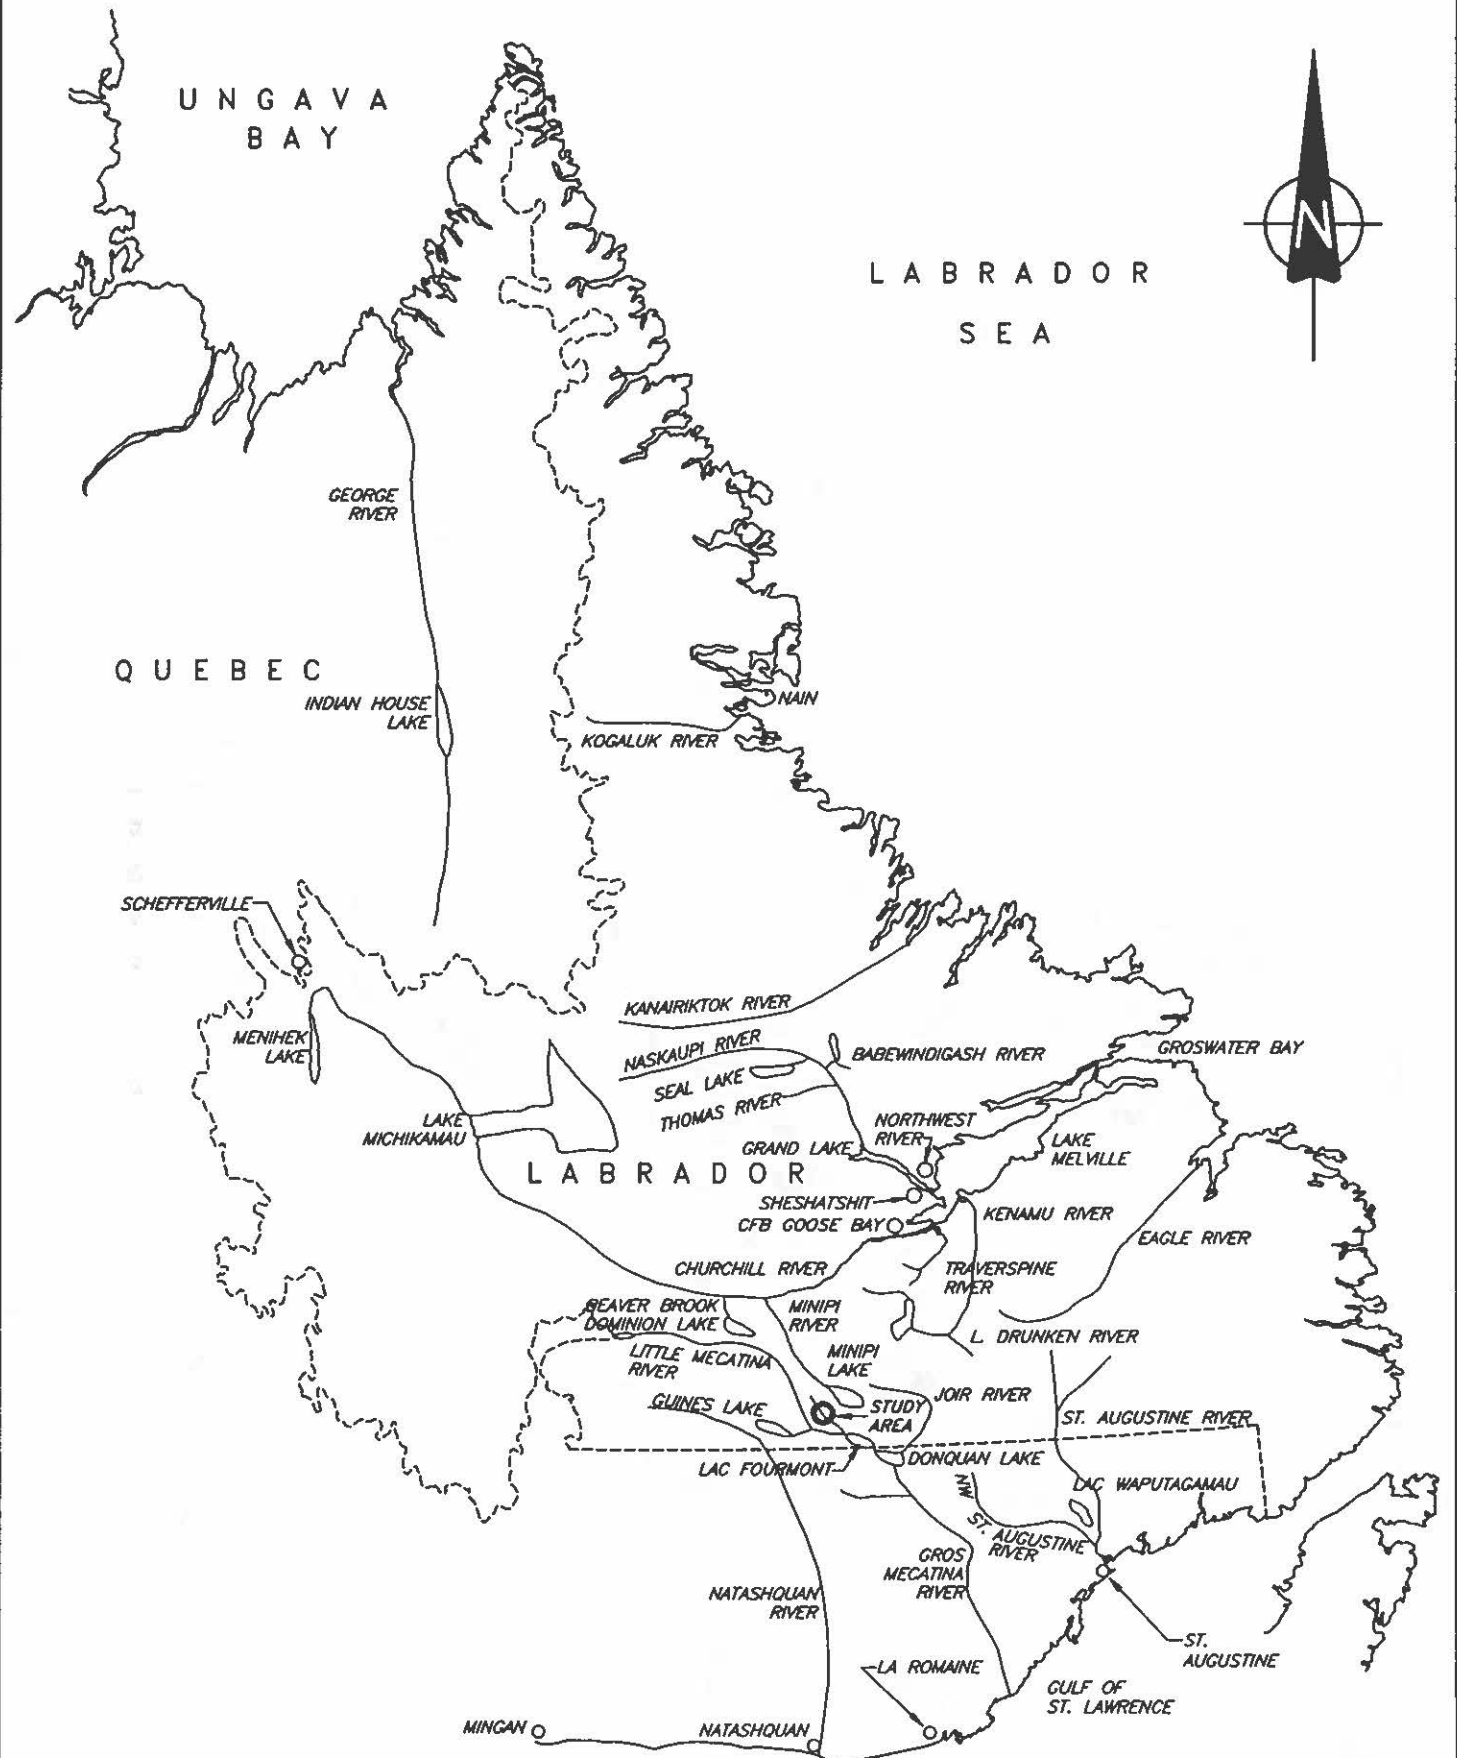 UNGAVA
BAY
N
LABRADOR
SEA
GEORGE
RIVER
QUEBEC
INDIAN HOUSE
LAKE
NAIN
KOGALUK RIVER
SCHEFFERVILLE
KANAIRIKTOK RIVER
MENIHEK
LAKE
NASKAUPI RIVER
BABEWINDIGASH RIVER
GROSWATER BAY
SEAL LAKE
THOMAS RIVER
LAKE
MICHIKAMAU
NORTHWEST
RIVER
GRAND LAKE
LAKE
MELVILLE
LABRADOR
SHESHATSHIT
CFB GOOSE BAY
KENAMU RIVER
EAGLE RIVER
CHURCHILL RIVER
TRAVERSPINE
RIVER
BEAVER BROOK
DOMINION LAKE
MINIPI
RIVER
L. DRUNKEN RIVER
LITTLE MECATINA
RIVER
MINIPI
LAKE
GUINES LAKE
JOIR RIVER
STUDY
AREA
ST. AUGUSTINE RIVER
LAC FOURMONT
DONQUAN LAKE
NW
LAC WAPUTAGAMAU
ST. AUGUSTINE
RIVER
GROS
MECATINA
RIVER
NATASHQUAN
RIVER
ST.
AUGUSTINE
LA ROMAINE
GULF OF
ST. LAWRENCE
MINGAN
NATASHQUAN